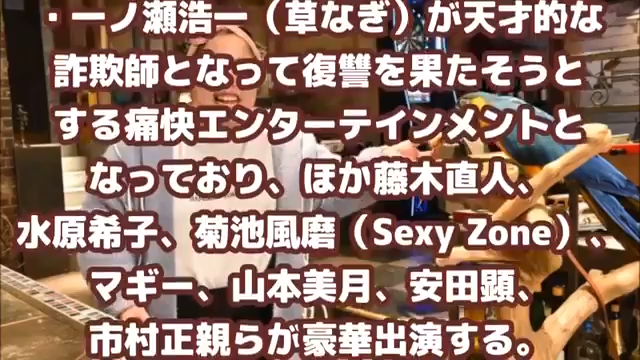 ・一ノ瀬浩一（草なぎ）が天才的な
詐欺師となって復讐を果たそうと
する痛快エンターテインメントと
なっており、ほか藤木直人、
水原希子、菊池風磨（Sexy Zone）、
マギー、山本美月、安田顕、
市村正親らが豪華出演する。